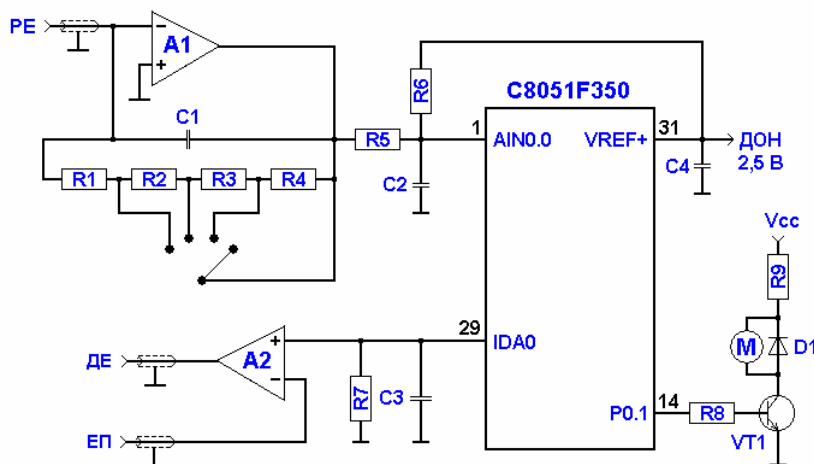 РЕ
A1
C1
R1
R2
R3
R4
R5
R6
C2
C8051F350
1
AIN0.0
VREF+
31
ДОН
2,5 В
C4
Vcc
R9
M
D1
ДЕ
A2
ЕП
R7
C3
29
IDA0
P0.1
14
R8
VT1